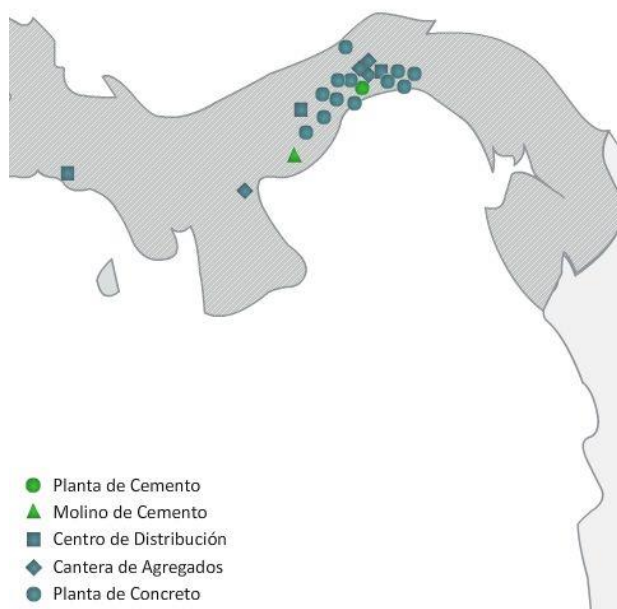 Planta de Cemento
Molino de Cemento
Centro de Distribución
Cantera de Agregados
Planta de Concreto